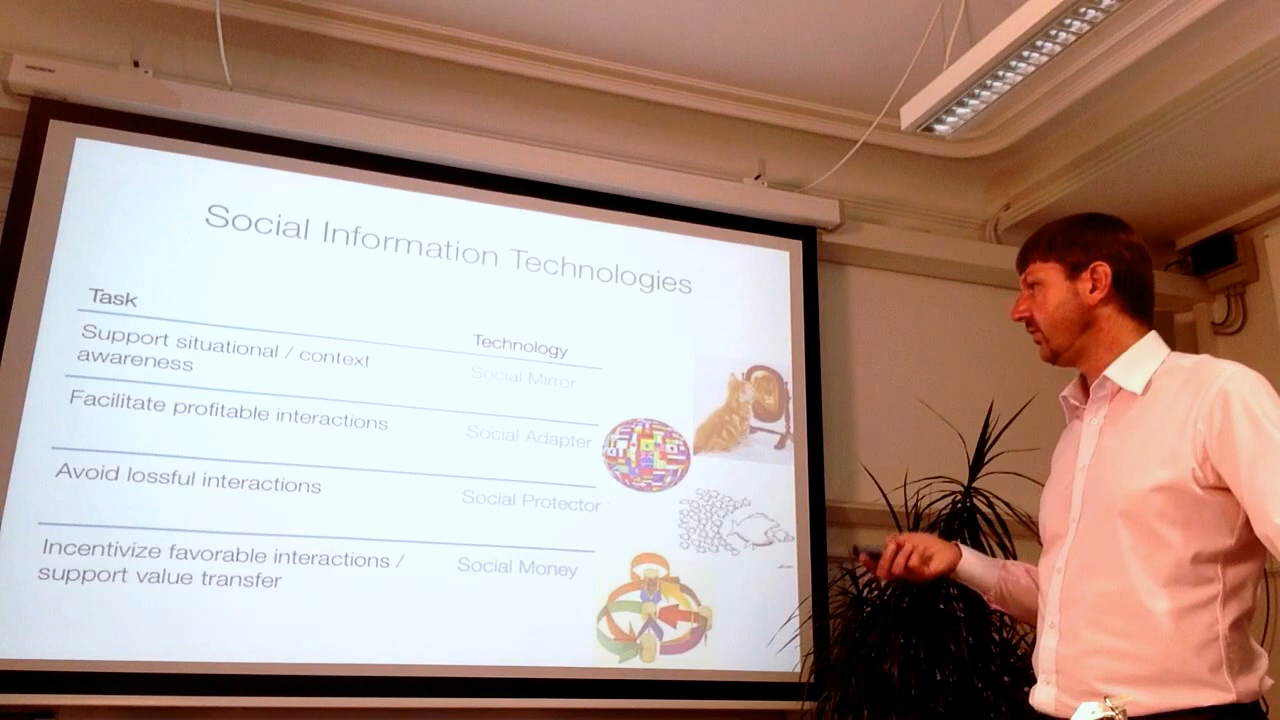 Social Information Technologies
Task
Technology
Support situational / context
awareness
Social Mirror
Facilitate profitable interactions
Social Adapter
Avoid lossful interactions
Social Protector
Incentivize favorable interactions /
support value transfer
Social Money